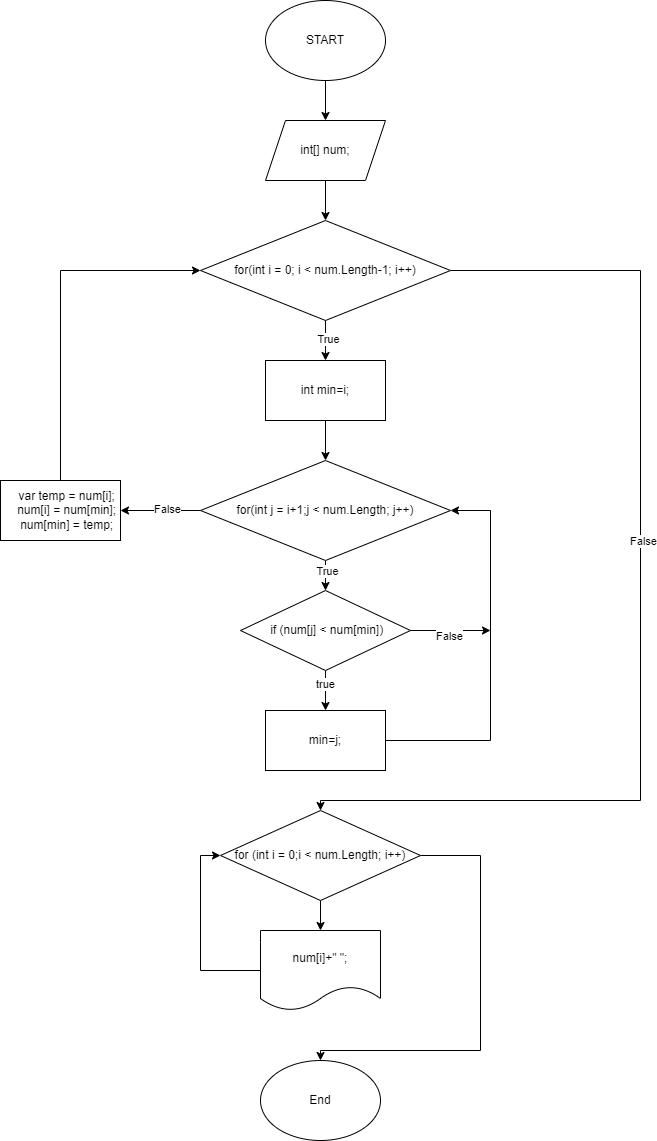 START
int[] num;
for(int i = 0; i < num.Length-1; i++)
True
int min=i;
for(int j = i+1;j < num.Length; j++)
False
var temp = num[i];
num[i] = num[min];
num[min] = temp;
False
True
if (num[j] < num[min])
False
true
min=j;
for (int i = 0;i < num.Length; i++)
num[i]+" ";
End